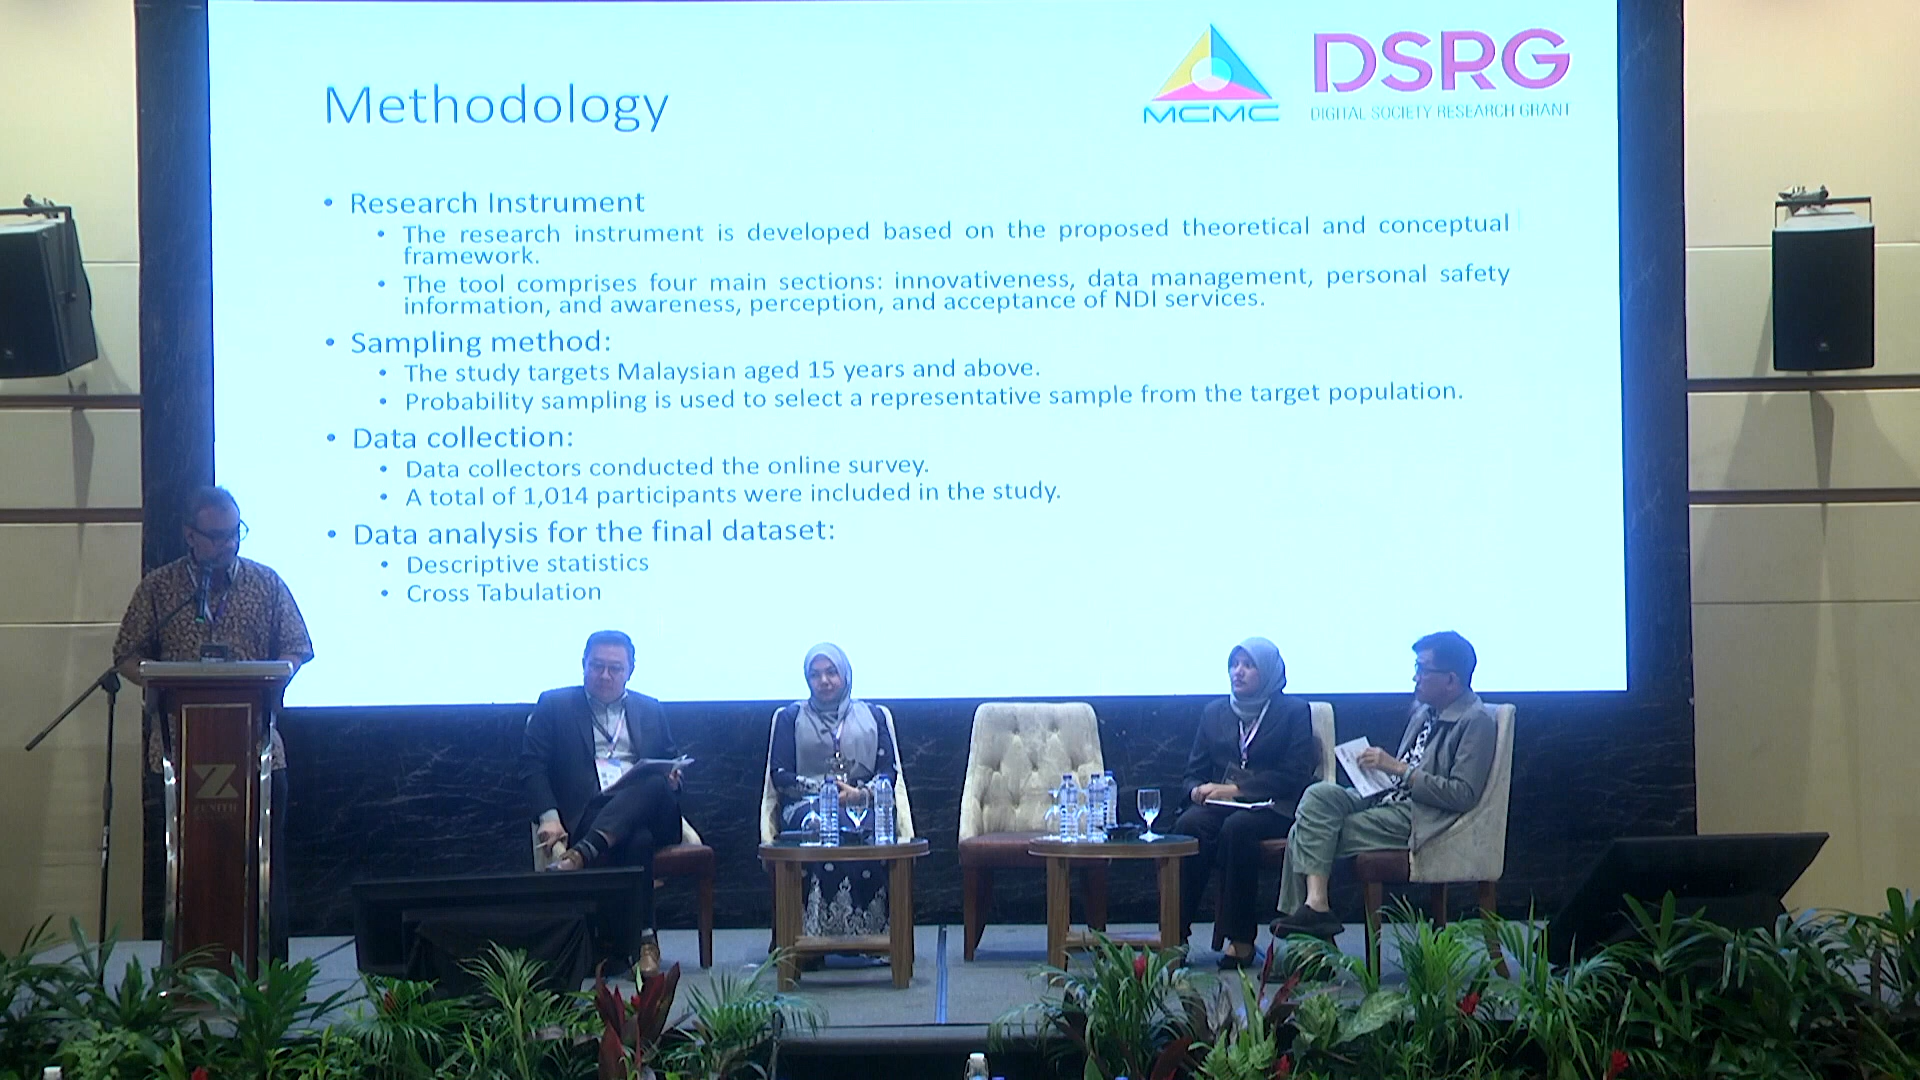 Methodology
MCMC
DSRG
DIGITAL SOCIETY RESEARCH GRANT
• Research Instrument
• The research instrument is developed based on the proposed theoretical and conceptual
framework.
• The tool comprises four main sections: innovativeness, data management, personal safety
information, and awareness, perception, and acceptance of NDI services.
• Sampling method:
• The study targets Malaysian aged 15 years and above.
• Probability sampling is used to select a representative sample from the target population.
• Data collection:
• Data collectors conducted the online survey.
• A total of 1,014 participants were included in the study.
• Data analysis for the final dataset:
• Descriptive statistics
• Cross Tabulation
ZENITH